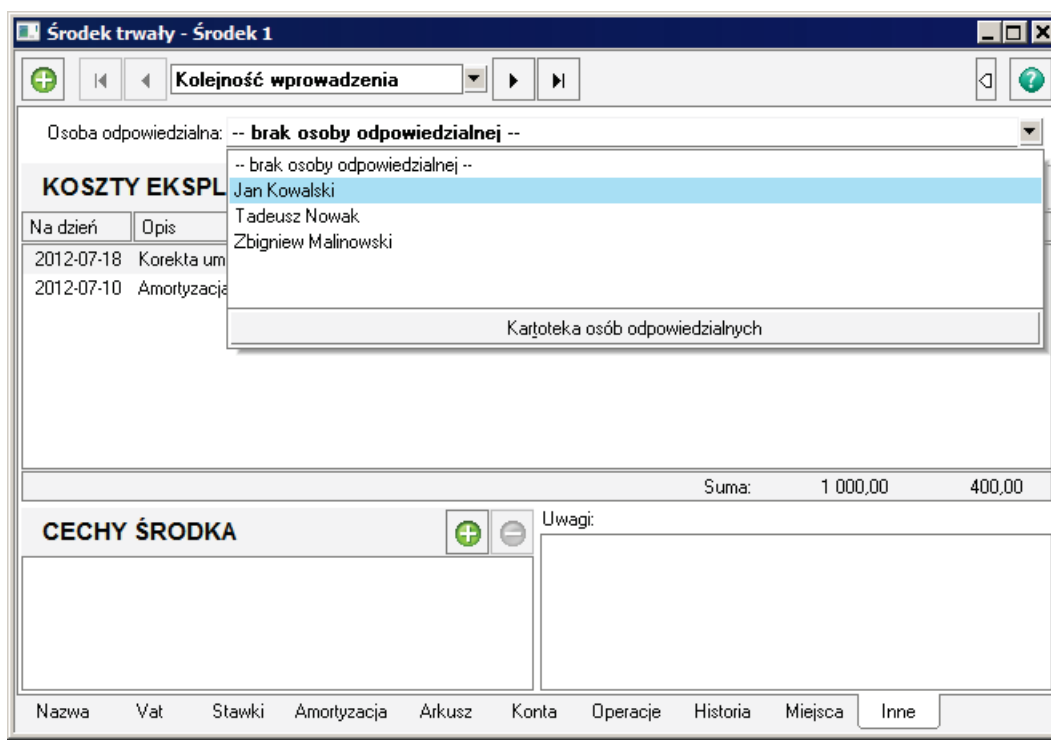 Środek trwały - Środek 1
Kolejność wprowadzenia
Osoba odpowiedzialna: -- brak osoby odpowiedzialnej --
-- brak osoby odpowiedzialnej --
KOSZTY EKSPL
Jan Kowalski
Tadeusz Nowak
Na dzień Opis
Zbigniew Malinowski
2012-07-18 Korekta um
2012-07-10 Amortyzacja
Kartoteka osób odpowiedzialnych
Suma: 1 000,00 400,00
CECHY ŚRODKA
Uwagi:
Nazwa Vat Stawki Amortyzacja Arkusz Konta Operacje Historia Miejsca Inne